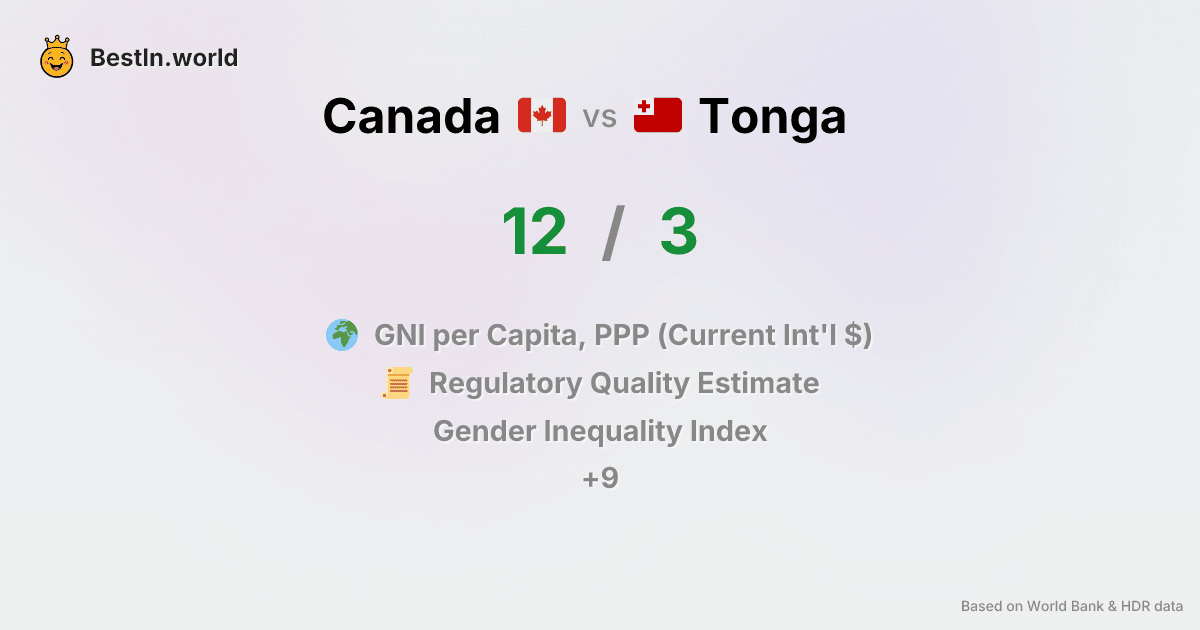 BestIn.world
Canada vs Tonga
12 / 3
GNI per Capita, PPP (Current Int'l $)
Regulatory Quality Estimate
Gender Inequality Index
+9
Based on World Bank & HDR data